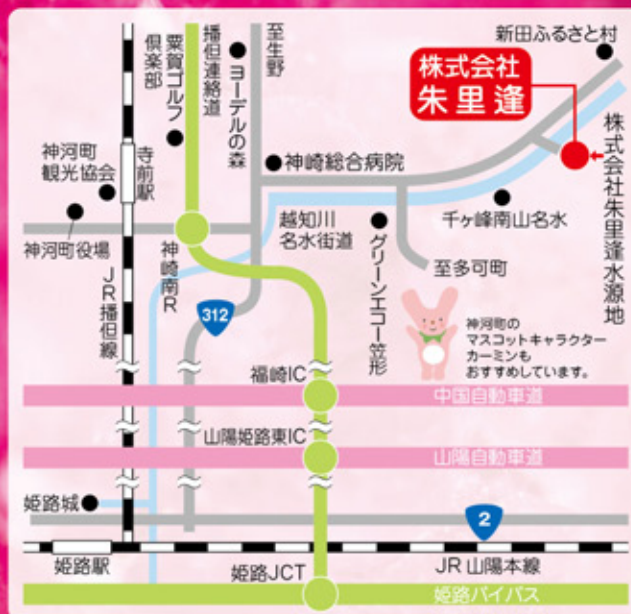 新田ふるさと村
株式会社
朱里逢
至生野
ヨーデルの森
播但連絡道
粟賀ゴルフ
倶楽部
神崎総合病院
株式会社朱里逢水源地
寺前駅
神河町
観光協会
神河町役場
神崎南R
越知川
名水街道
千ヶ峰南山名水
グリーンエコー笠形
至多可町
JR播但線
312
神河町の
マスコットキャラクター
カーミンも
おすすめしています。
福崎IC
中国自動車道
山陽姫路東IC
山陽自動車道
姫路城
2
姫路駅
姫路JCT
JR山陽本線
姫路バイパス